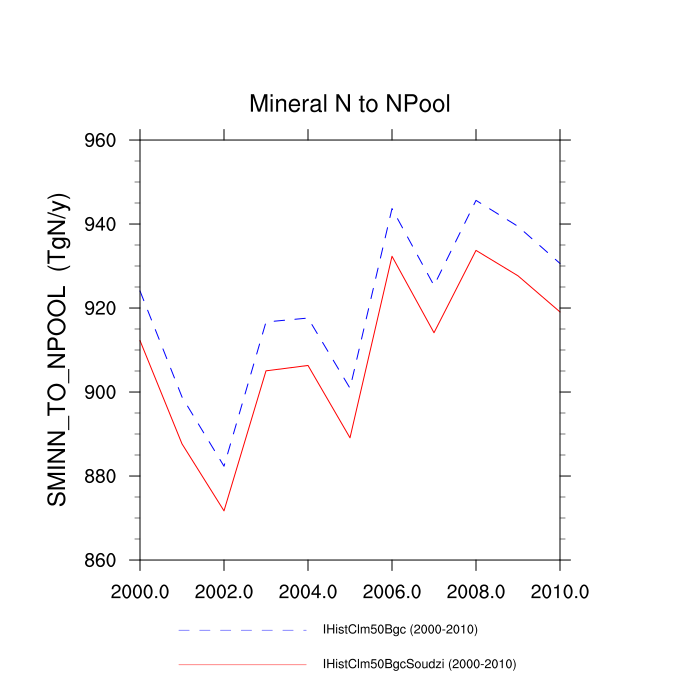 Mineral N to NPool
SMINN_TO_NPOOL (TgN/y)
960
940
920
900
880
860
2000.0 2002.0 2004.0 2006.0 2008.0 2010.0
IHistClm50Bgc (2000-2010)
IHistClm50BgcSoudzi (2000-2010)